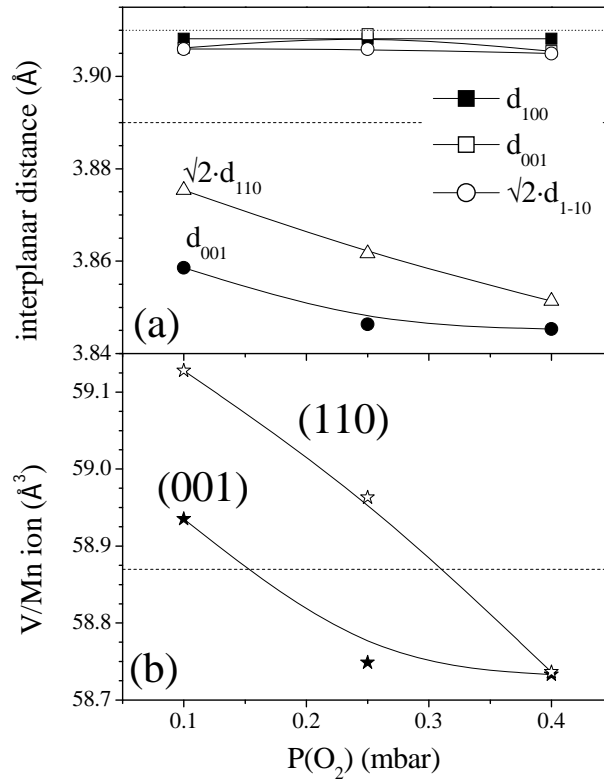 3.90
3.88
3.86
3.84
interplanar distance (Å)
d₁₀₀
d₀₀₁
√2·d₁₋₁₀
√2·d₁₁₀
d₀₀₁
(a)
59.1
59.0
58.9
58.8
58.7
V/Mn ion (Å³)
(110)
(001)
(b)
0.1 0.2 0.3 0.4
P(O₂) (mbar)